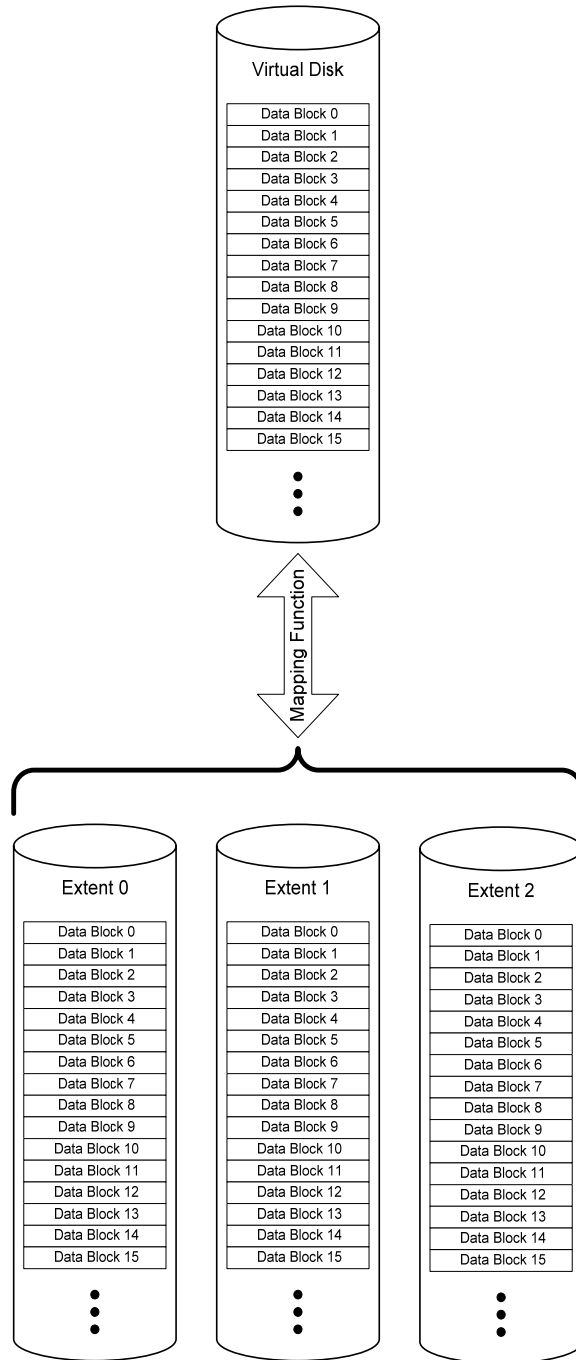 Virtual Disk
Data Block 0
Data Block 1
Data Block 2
Data Block 3
Data Block 4
Data Block 5
Data Block 6
Data Block 7
Data Block 8
Data Block 9
Data Block 10
Data Block 11
Data Block 12
Data Block 13
Data Block 14
Data Block 15
Mapping Function
Extent 0
Data Block 0
Data Block 1
Data Block 2
Data Block 3
Data Block 4
Data Block 5
Data Block 6
Data Block 7
Data Block 8
Data Block 9
Data Block 10
Data Block 11
Data Block 12
Data Block 13
Data Block 14
Data Block 15
Extent 1
Data Block 0
Data Block 1
Data Block 2
Data Block 3
Data Block 4
Data Block 5
Data Block 6
Data Block 7
Data Block 8
Data Block 9
Data Block 10
Data Block 11
Data Block 12
Data Block 13
Data Block 14
Data Block 15
Extent 2
Data Block 0
Data Block 1
Data Block 2
Data Block 3
Data Block 4
Data Block 5
Data Block 6
Data Block 7
Data Block 8
Data Block 9
Data Block 10
Data Block 11
Data Block 12
Data Block 13
Data Block 14
Data Block 15